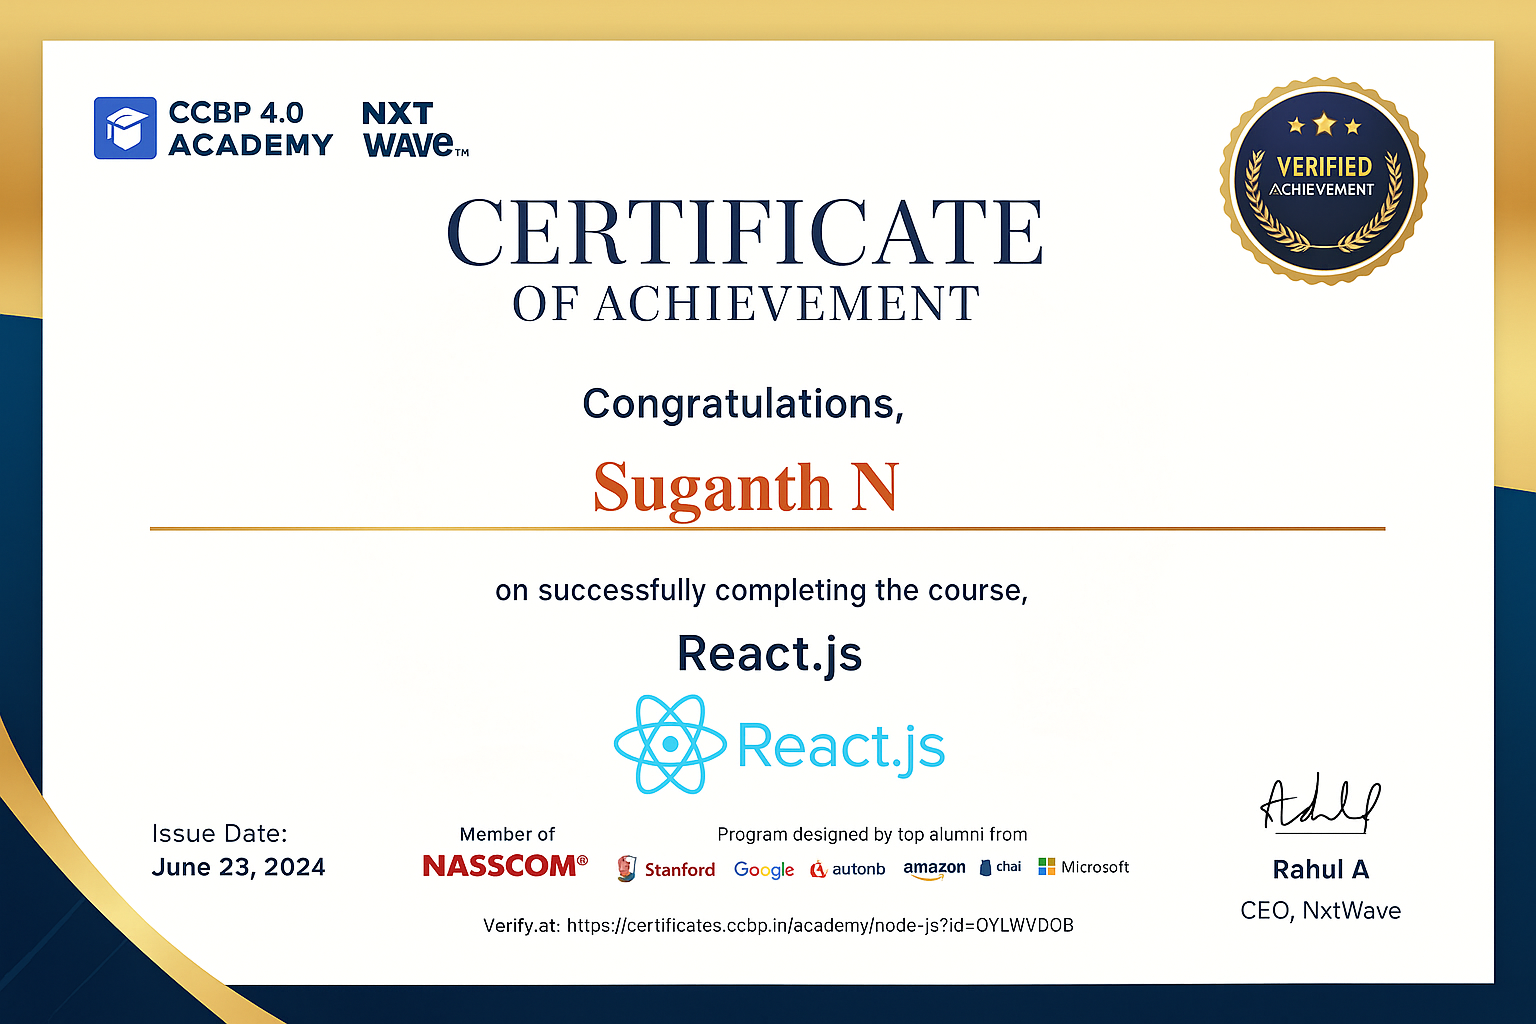 CCBP 4.0
ACADEMY
NXT
WAVe™
VERIFIED
ACHIEVEMENT
CERTIFICATE
OF ACHIEVEMENT
Congratulations,
Suganth N
on successfully completing the course,
React.js
React.js
Issue Date:
June 23, 2024
Member of
NASSCOM®
Program designed by top alumni from
Stanford Google autonb amazon chai Microsoft
Verify.at: https://certificates.ccbp.in/academy/node-js?id=OYLWVDOB
Rahul A
CEO, NxtWave